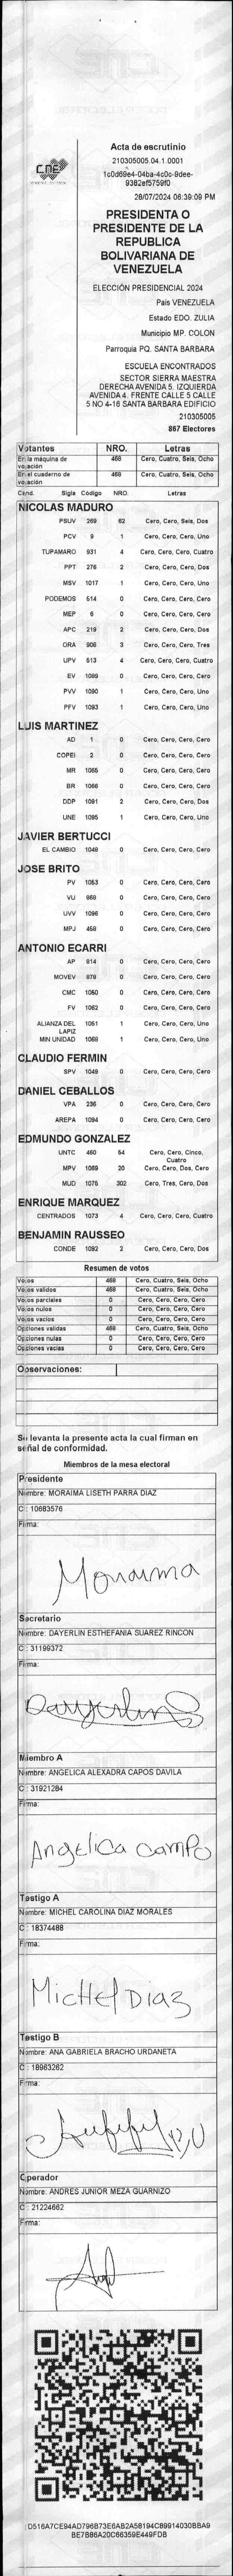 CNE
Acta de escrutinio
210305005.04.1.0001
1c0d69e4-04ba-4c0c-9dee-
9382ef5759f0
28/07/2024 06:39:09 PM
PRESIDENTA O
PRESIDENTE DE LA
REPUBLICA
BOLIVARIANA DE
VENEZUELA
ELECCIÓN PRESIDENCIAL 2024
Pais VENEZUELA
Estado EDO. ZULIA
Municipio MP. COLON
Parroquia PQ. SANTA BARBARA
ESCUELA ENCONTRADOS
SECTOR SIERRA MAESTRA
DERECHA AVENIDA 5. IZQUIERDA
AVENIDA 4. FRENTE CALLE 5 CALLE
5 NO 4-16 SANTA BARBARA EDIFICIO
210305005
867 Electores
Votantes NRO. Letras
En la máquina de votación 468 Cero, Cuatro, Seis, Ocho
En el cuaderno de votación 468 Cero, Cuatro, Seis, Ocho
Cand. Sigla Código NRO. Letras
NICOLAS MADURO
PSUV 269 62 Cero, Cero, Seis, Dos
PCV 9 1 Cero, Cero, Cero, Uno
TUPAMARO 931 4 Cero, Cero, Cero, Cuatro
PPT 276 2 Cero, Cero, Cero, Dos
MSV 1017 1 Cero, Cero, Cero, Uno
PODEMOS 514 0 Cero, Cero, Cero, Cero
MEP 6 0 Cero, Cero, Cero, Cero
APC 219 2 Cero, Cero, Cero, Dos
ORA 906 3 Cero, Cero, Cero, Tres
UPV 513 4 Cero, Cero, Cero, Cuatro
EV 1089 0 Cero, Cero, Cero, Cero
PVV 1090 1 Cero, Cero, Cero, Uno
PFV 1093 1 Cero, Cero, Cero, Uno
LUIS MARTINEZ
AD 1 0 Cero, Cero, Cero, Cero
COPEI 2 0 Cero, Cero, Cero, Cero
MR 1065 0 Cero, Cero, Cero, Cero
BR 1066 0 Cero, Cero, Cero, Cero
DDP 1091 2 Cero, Cero, Cero, Dos
UNE 1095 1 Cero, Cero, Cero, Uno
JAVIER BERTUCCI
EL CAMBIO 1048 0 Cero, Cero, Cero, Cero
JOSE BRITO
PV 1053 0 Cero, Cero, Cero, Cero
VU 868 0 Cero, Cero, Cero, Cero
UVV 1096 0 Cero, Cero, Cero, Cero
MPJ 458 0 Cero, Cero, Cero, Cero
ANTONIO ECARRI
AP 814 0 Cero, Cero, Cero, Cero
MOVEV 878 0 Cero, Cero, Cero, Cero
CMC 1050 0 Cero, Cero, Cero, Cero
FV 1062 0 Cero, Cero, Cero, Cero
ALIANZA DEL LAPIZ 1051 1 Cero, Cero, Cero, Uno
MIN UNIDAD 1068 1 Cero, Cero, Cero, Uno
CLAUDIO FERMIN
SPV 1049 0 Cero, Cero, Cero, Cero
DANIEL CEBALLOS
VPA 236 0 Cero, Cero, Cero, Cero
AREPA 1094 0 Cero, Cero, Cero, Cero
EDMUNDO GONZALEZ
UNTC 460 54 Cero, Cero, Cinco, Cuatro
MPV 1069 20 Cero, Cero, Dos, Cero
MUD 1076 302 Cero, Tres, Cero, Dos
ENRIQUE MARQUEZ
CENTRADOS 1073 4 Cero, Cero, Cero, Cuatro
BENJAMIN RAUSSEO
CONDE 1092 2 Cero, Cero, Cero, Dos
Resumen de votos
Votos 468 Cero, Cuatro, Seis, Ocho
Votos validos 468 Cero, Cuatro, Seis, Ocho
Votos parciales 0 Cero, Cero, Cero, Cero
Votos nulos 0 Cero, Cero, Cero, Cero
Votos vacios 0 Cero, Cero, Cero, Cero
Opciones validas 468 Cero, Cuatro, Seis, Ocho
Opciones nulas 0 Cero, Cero, Cero, Cero
Opciones vacias 0 Cero, Cero, Cero, Cero
Observaciones:
Se levanta la presente acta la cual firman en
señal de conformidad.
Miembros de la mesa electoral
Presidente
Nombre: MORAIMA LISETH PARRA DIAZ
C.: 10683576
Firma:
Moraima
Secretario
Nombre: DAYERLIN ESTHEFANIA SUAREZ RINCON
C.: 31199372
Firma:
Dayerlin
Miembro A
Nombre: ANGELICA ALEXADRA CAPOS DAVILA
C.: 31921284
Firma:
Angelica Campo
Testigo A
Nombre: MICHEL CAROLINA DIAZ MORALES
C.: 18374488
Firma:
Michel Diaz
Testigo B
Nombre: ANA GABRIELA BRACHO URDANETA
C.: 18963262
Firma:
Operador
Nombre: ANDRES JUNIOR MEZA GUARNIZO
C.: 21224662
Firma:
D516A7CE94AD796B73E6AB2A58194C89914030BBA9
BE7B86A20C66359E449FDB